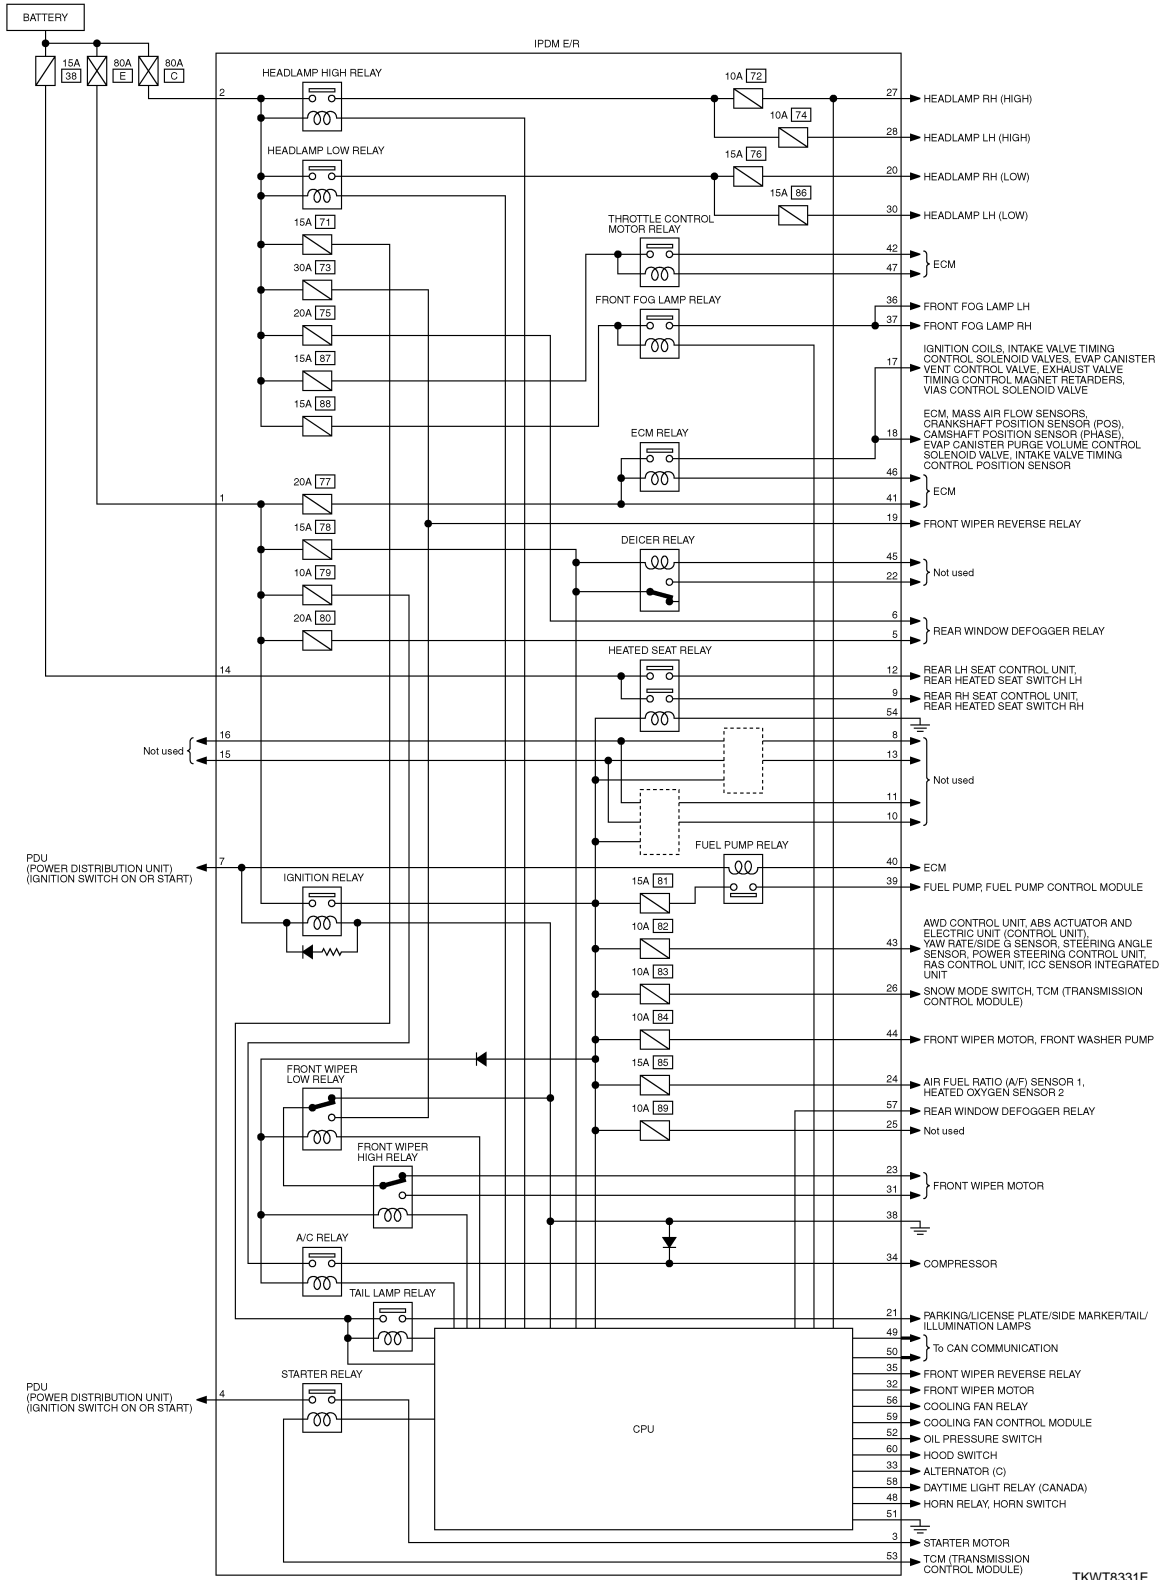 BATTERY
15A 38
80A E
80A C
IPDM E/R
2
HEADLAMP HIGH RELAY
10A 72
27
HEADLAMP RH (HIGH)
10A 74
28
HEADLAMP LH (HIGH)
HEADLAMP LOW RELAY
15A 76
20
HEADLAMP RH (LOW)
15A 86
30
HEADLAMP LH (LOW)
15A 71
THROTTLE CONTROL
MOTOR RELAY
42
47
ECM
30A 73
FRONT FOG LAMP RELAY
36
FRONT FOG LAMP LH
20A 75
37
FRONT FOG LAMP RH
15A 87
17
IGNITION COILS, INTAKE VALVE TIMING
CONTROL SOLENOID VALVES, EVAP CANISTER
VENT CONTROL VALVE, EXHAUST VALVE
TIMING CONTROL MAGNET RETARDERS,
VIAS CONTROL SOLENOID VALVE
15A 88
ECM RELAY
18
ECM, MASS AIR FLOW SENSORS,
CRANKSHAFT POSITION SENSOR (POS),
CAMSHAFT POSITION SENSOR (PHASE),
EVAP CANISTER PURGE VOLUME CONTROL
SOLENOID VALVE, INTAKE VALVE TIMING
CONTROL POSITION SENSOR
46
41
ECM
1
20A 77
19
FRONT WIPER REVERSE RELAY
15A 78
DEICER RELAY
45
22
Not used
10A 79
20A 80
6
5
REAR WINDOW DEFOGGER RELAY
14
HEATED SEAT RELAY
12
REAR LH SEAT CONTROL UNIT,
REAR HEATED SEAT SWITCH LH
9
REAR RH SEAT CONTROL UNIT,
REAR HEATED SEAT SWITCH RH
54
Not used
16
15
8
13
11
10
Not used
PDU
(POWER DISTRIBUTION UNIT)
(IGNITION SWITCH ON OR START)
7
FUEL PUMP RELAY
40
ECM
IGNITION RELAY
15A 81
39
FUEL PUMP, FUEL PUMP CONTROL MODULE
10A 82
43
AWD CONTROL UNIT, ABS ACTUATOR AND
ELECTRIC UNIT (CONTROL UNIT),
YAW RATE/SIDE G SENSOR, STEERING ANGLE
SENSOR, POWER STEERING CONTROL UNIT,
RAS CONTROL UNIT, ICC SENSOR INTEGRATED
UNIT
10A 83
26
SNOW MODE SWITCH, TCM (TRANSMISSION
CONTROL MODULE)
10A 84
44
FRONT WIPER MOTOR, FRONT WASHER PUMP
FRONT WIPER
LOW RELAY
15A 85
24
AIR FUEL RATIO (A/F) SENSOR 1,
HEATED OXYGEN SENSOR 2
10A 89
57
REAR WINDOW DEFOGGER RELAY
25
Not used
FRONT WIPER
HIGH RELAY
23
31
FRONT WIPER MOTOR
38
A/C RELAY
34
COMPRESSOR
TAIL LAMP RELAY
21
PARKING/LICENSE PLATE/SIDE MARKER/TAIL/
ILLUMINATION LAMPS
49
50
To CAN COMMUNICATION
STARTER RELAY
35
FRONT WIPER REVERSE RELAY
PDU
(POWER DISTRIBUTION UNIT)
(IGNITION SWITCH ON OR START)
4
32
FRONT WIPER MOTOR
56
COOLING FAN RELAY
CPU
59
COOLING FAN CONTROL MODULE
52
OIL PRESSURE SWITCH
60
HOOD SWITCH
33
ALTERNATOR (C)
58
DAYTIME LIGHT RELAY (CANADA)
48
HORN RELAY, HORN SWITCH
51
3
STARTER MOTOR
53
TCM (TRANSMISSION
CONTROL MODULE)
TKWT8331E